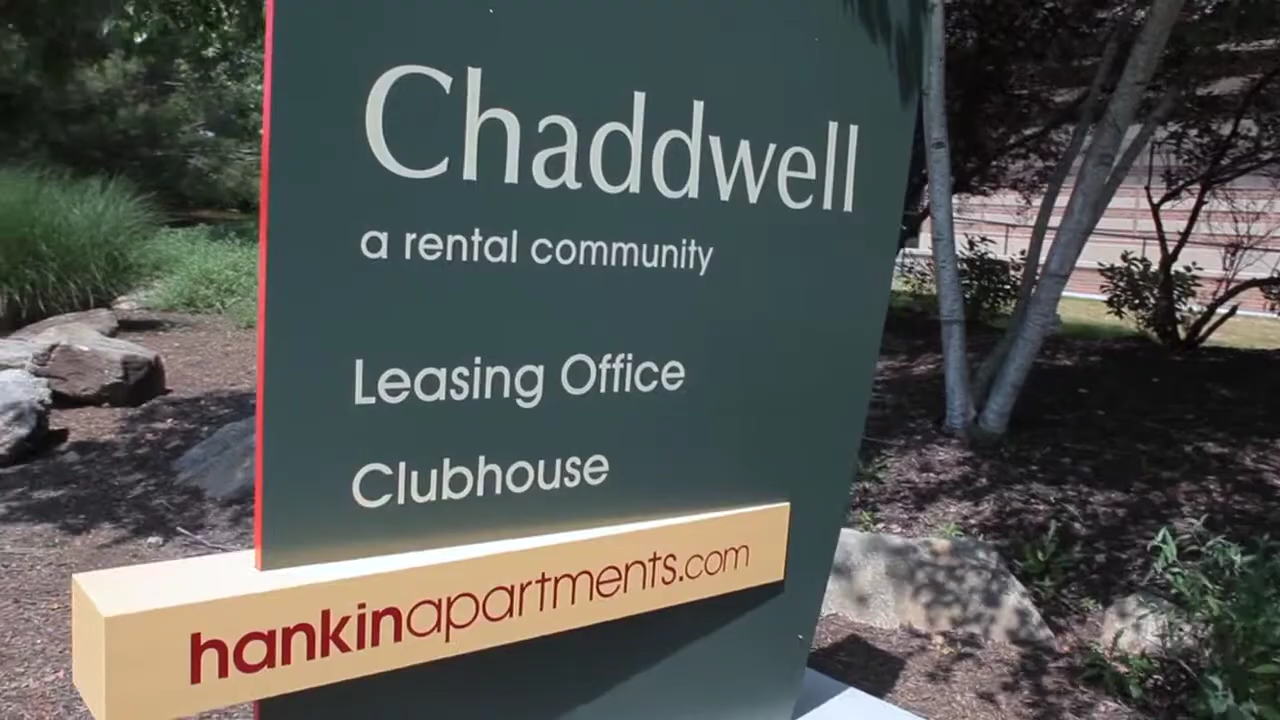 Chaddwell
a rental community
Leasing Office
Clubhouse
hankinapartments.com